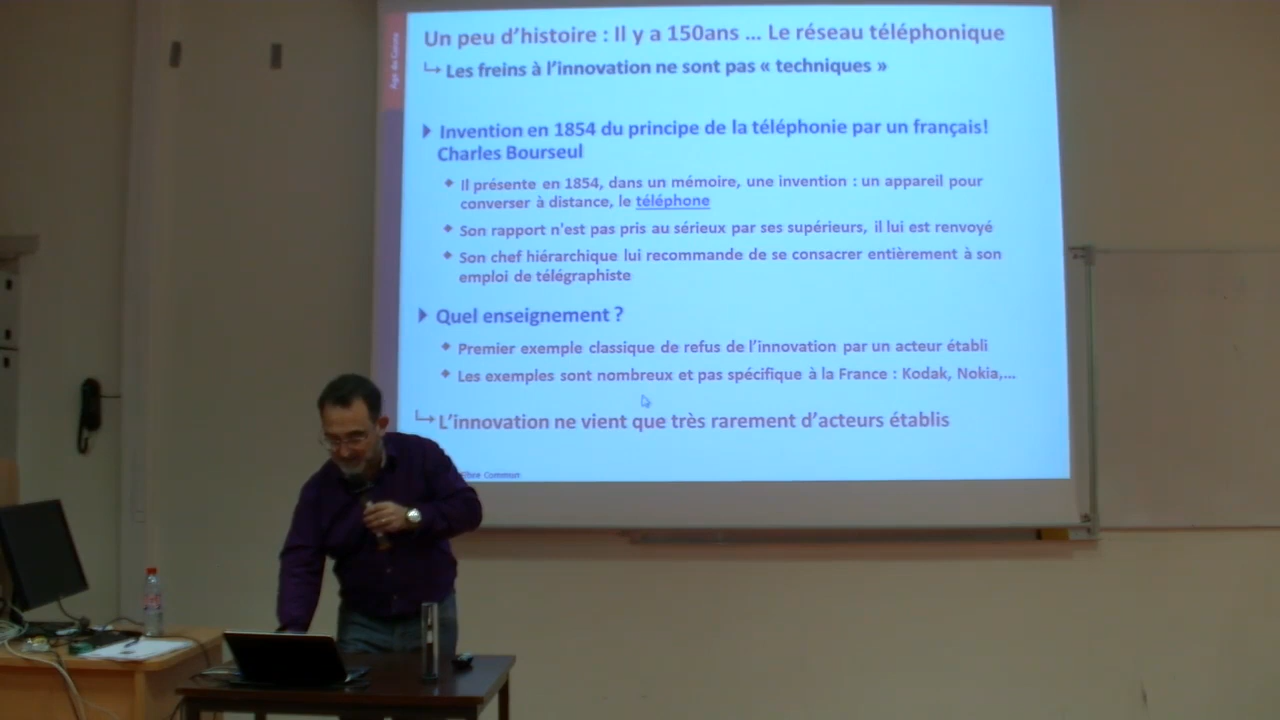 Un peu d'histoire : Il y a 150ans ... Le réseau téléphonique
Les freins à l'innovation ne sont pas « techniques »
Invention en 1854 du principe de la téléphonie par un français!
Charles Bourseul
Il présente en 1854, dans un mémoire, une invention : un appareil pour
converser à distance, le téléphone
Son rapport n'est pas pris au sérieux par ses supérieurs, il lui est renvoyé
Son chef hiérarchique lui recommande de se consacrer entièrement à son
emploi de télégraphiste
Quel enseignement ?
Premier exemple classique de refus de l'innovation par un acteur établi
Les exemples sont nombreux et pas spécifique à la France : Kodak, Nokia,...
L'innovation ne vient que très rarement d'acteurs établis
Commun